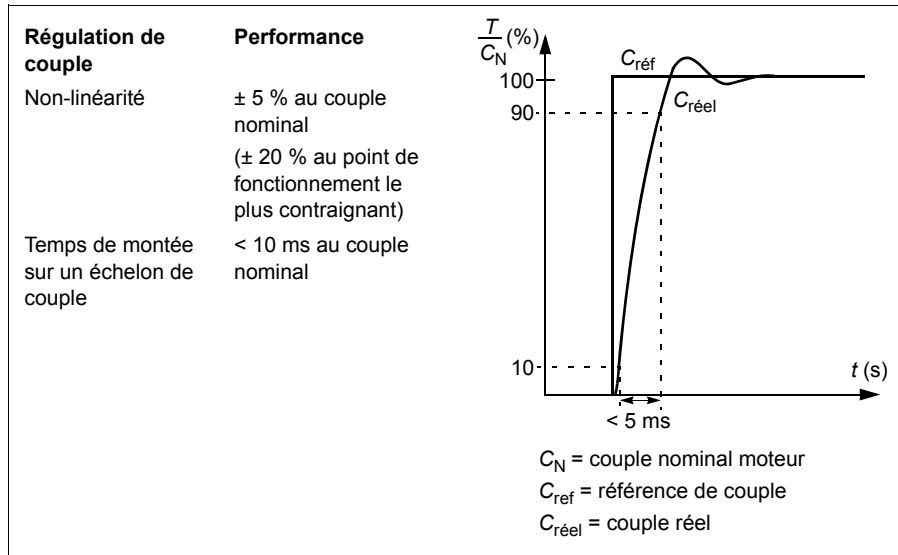 Régulation de
couple
Performance
Non-linéarité
± 5 % au couple
nominal
(± 20 % au point de
fonctionnement le
plus contraignant)
Temps de montée
sur un échelon de
couple
< 10 ms au couple
nominal
T
C_N (%)
C_réf
100
C_réel
90
10
t (s)
< 5 ms
C_N = couple nominal moteur
C_ref = référence de couple
C_réel = couple réel